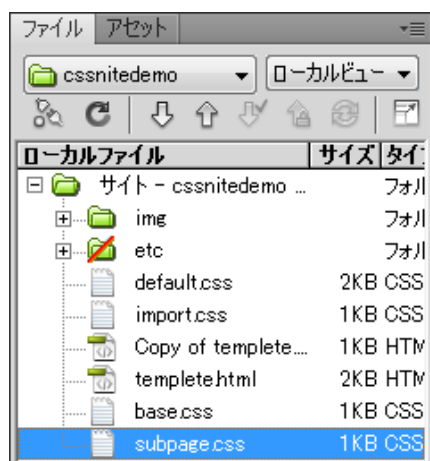 ファイル アセット
cssnitedemo ローカルビュー
ローカルファイル サイズ タイ
サイト - cssnitedemo ...
フォル
img フォル
etc フォル
default.css 2KB CSS
import.css 1KB CSS
Copy of templete.... 1KB HTM
templete.html 2KB HTM
base.css 1KB CSS
subpage.css 1KB CSS